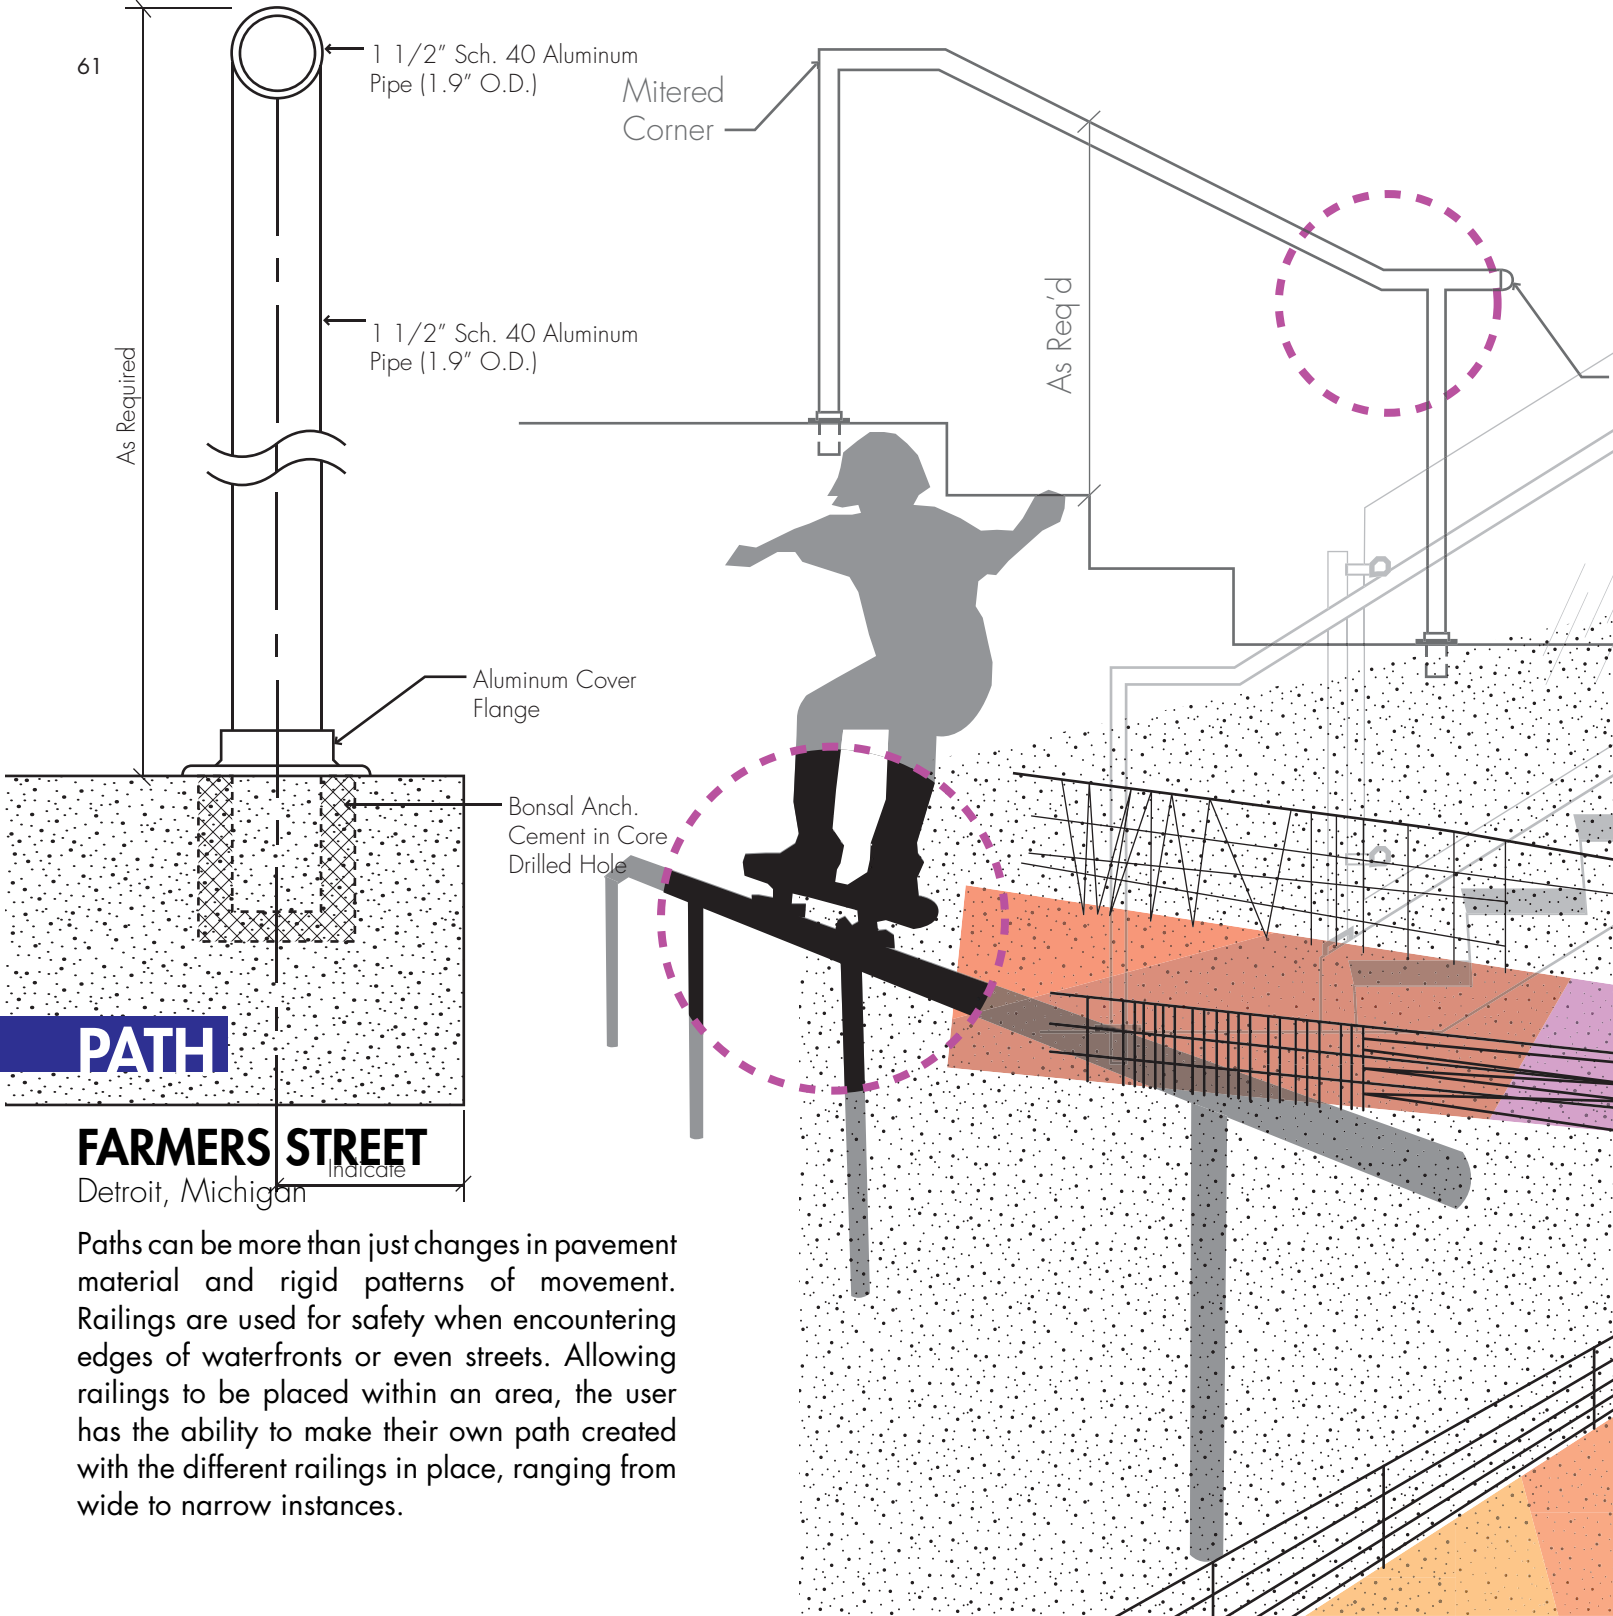 61
1 1/2” Sch. 40 Aluminum
Pipe (1.9” O.D.)
Mitered
Corner
As Req’d
1 1/2” Sch. 40 Aluminum
Pipe (1.9” O.D.)
As Required
Aluminum Cover
Flange
Bonsal Anch.
Cement in Core
Drilled Hole
PATH
FARMERS STREET
Indicate
Detroit, Michigan
Paths can be more than just changes in pavement
material and rigid patterns of movement.
Railings are used for safety when encountering
edges of waterfronts or even streets. Allowing
railings to be placed within an area, the user
has the ability to make their own path created
with the different railings in place, ranging from
wide to narrow instances.